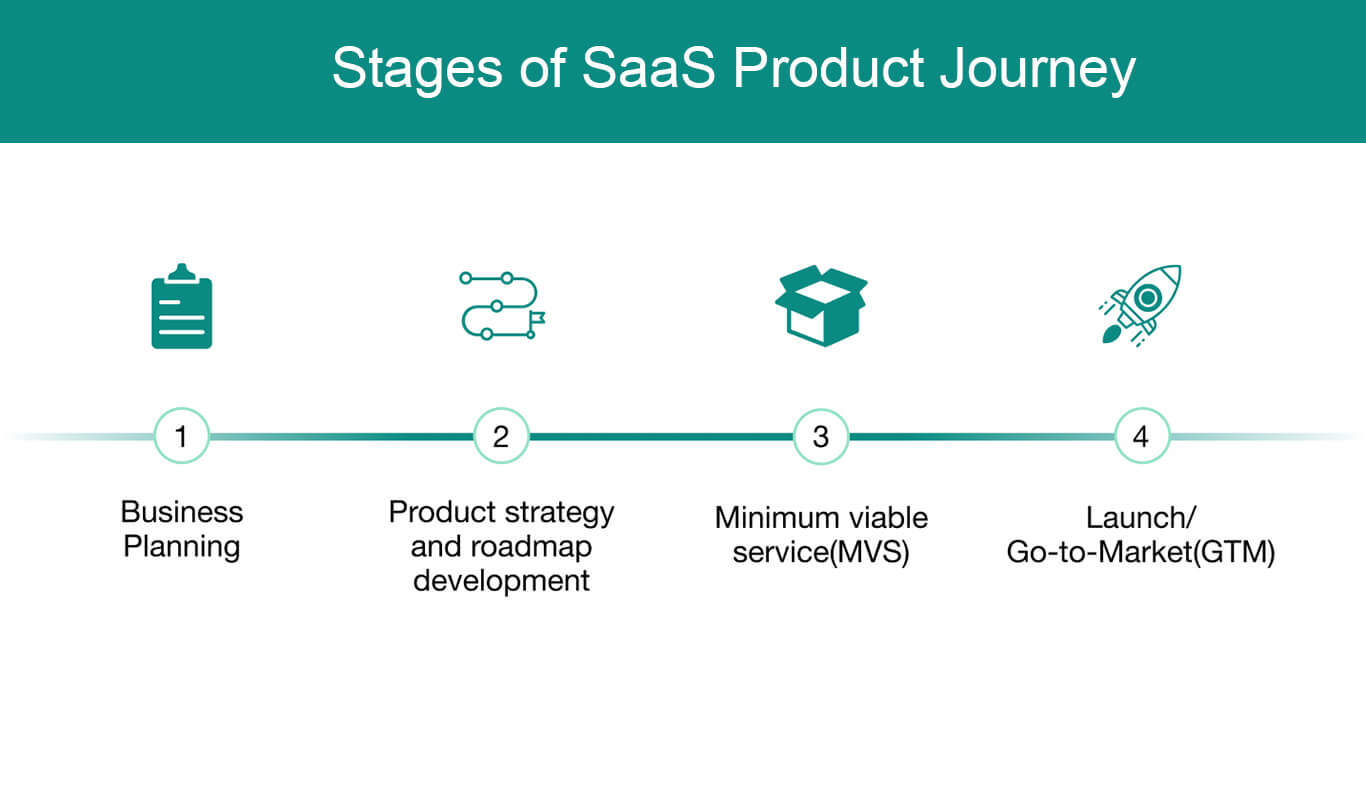 Stages of SaaS Product Journey
1
2
3
4
Business
Planning
Product strategy
and roadmap
development
Minimum viable
service(MVS)
Launch/
Go-to-Market(GTM)